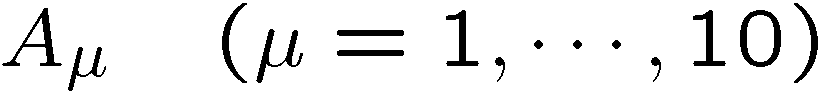 A_μ (μ = 1, ⋯, 10)